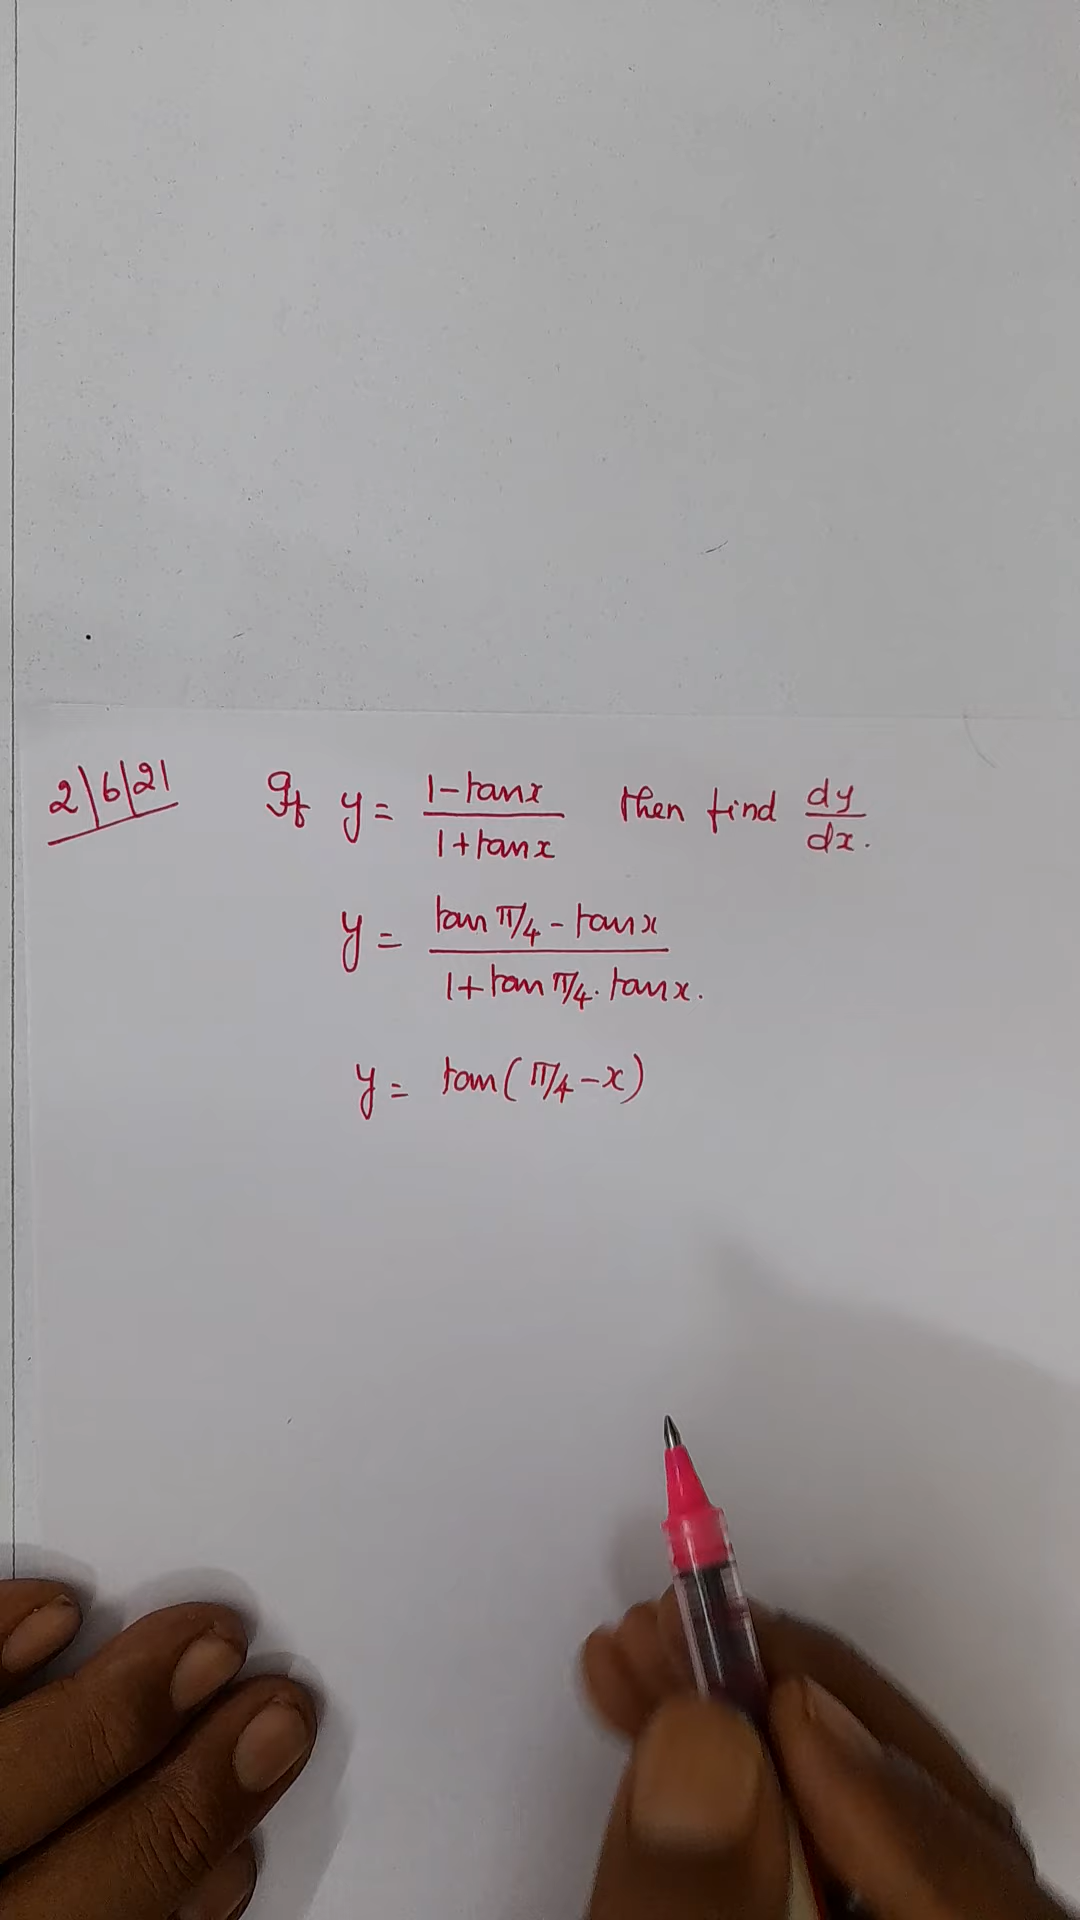 2/6/21 If y = (1-tanx)/(1+tanx) then find dy/dx.
y = (tan π/4 - tanx)/(1+tan π/4 . tanx.)
y = tan(π/4 - x)